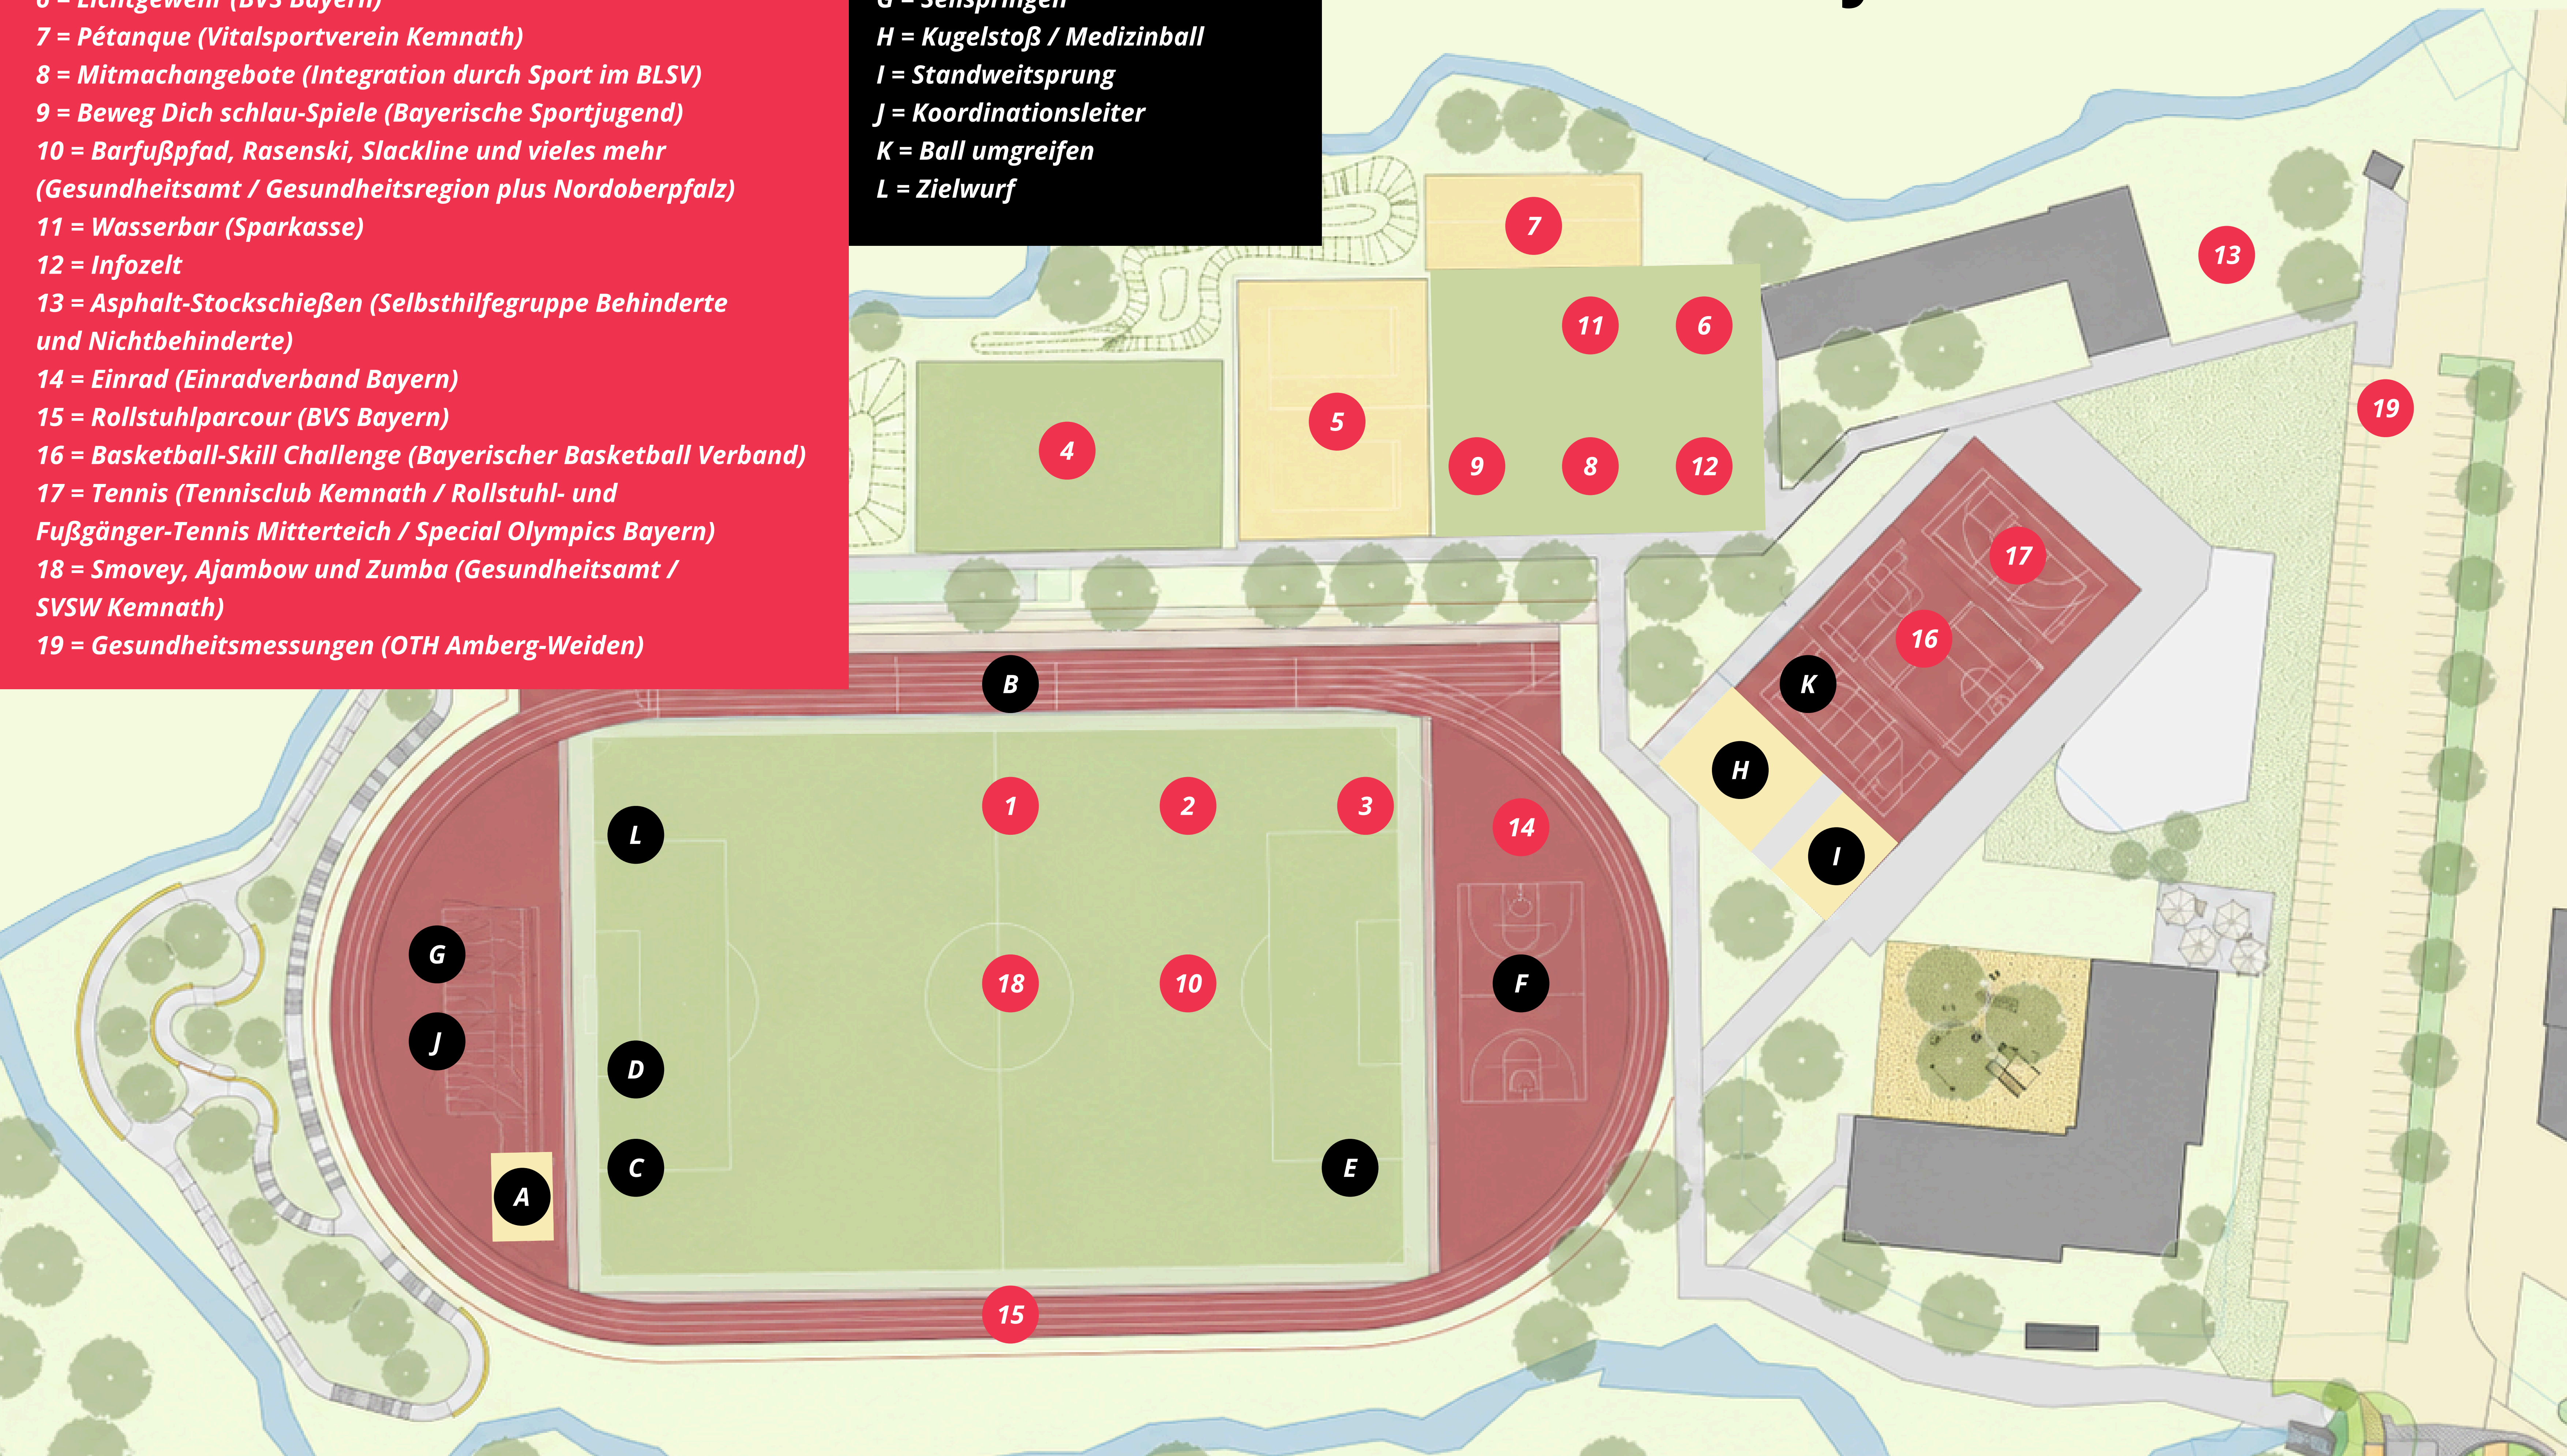 6 = Lichtgewehr (BVS Bayern)
7 = Pétanque (Vitalsportverein Kemnath)
8 = Mitmachangebote (Integration durch Sport im BLSV)
9 = Beweg Dich schlau-Spiele (Bayerische Sportjugend)
10 = Barfußpfad, Rasenski, Slackline und vieles mehr
(Gesundheitsamt / Gesundheitsregion plus Nordoberpfalz)
11 = Wasserbar (Sparkasse)
12 = Infozelt
13 = Asphalt-Stockschießen (Selbsthilfegruppe Behinderte
und Nichtbehinderte)
14 = Einrad (Einradverband Bayern)
15 = Rollstuhlparcour (BVS Bayern)
16 = Basketball-Skill Challenge (Bayerischer Basketball Verband)
17 = Tennis (Tennisclub Kemnath / Rollstuhl- und
Fußgänger-Tennis Mitterteich / Special Olympics Bayern)
18 = Smovey, Ajambow und Zumba (Gesundheitsamt /
SVSW Kemnath)
19 = Gesundheitsmessungen (OTH Amberg-Weiden)
G = Seilspringen
H = Kugelstoß / Medizinball
I = Standweitsprung
J = Koordinationsleiter
K = Ball umgreifen
L = Zielwurf
7
13
11
6
19
5
4
9
8
12
17
16
B
K
H
1
2
3
14
L
I
G
18
10
F
J
D
C
E
A
15